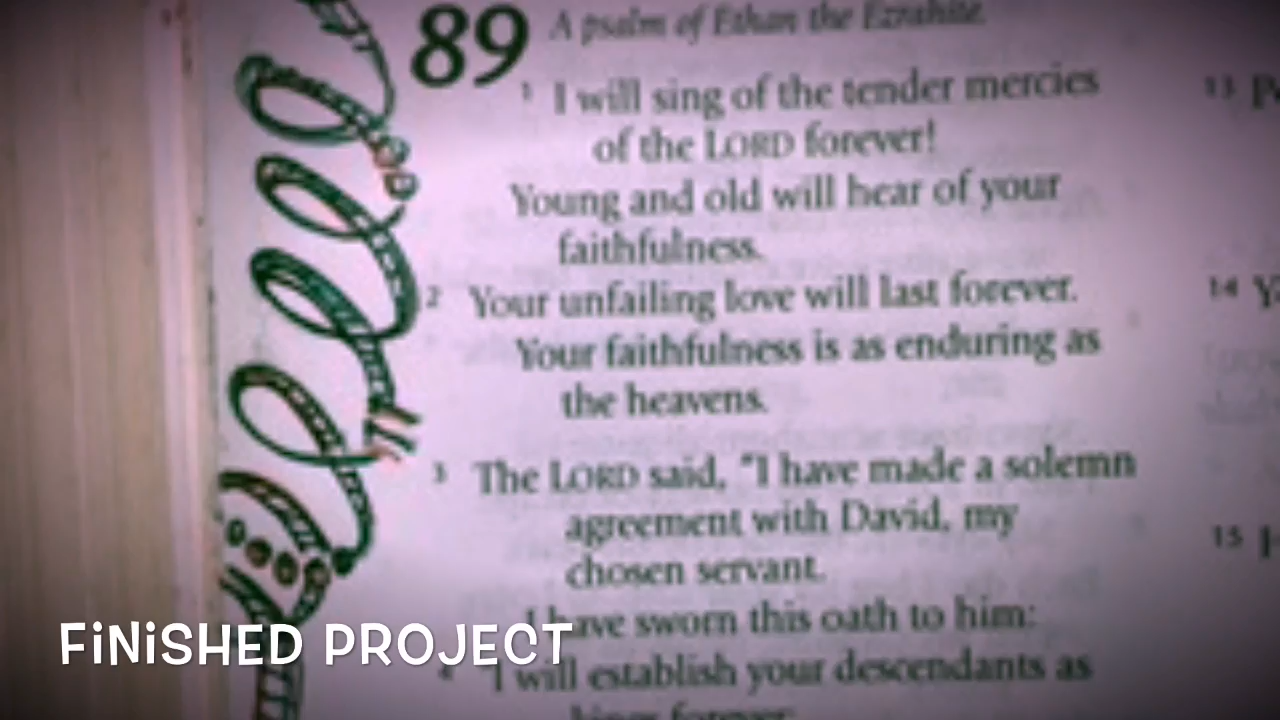 89 A psalm of Ethan the Ezrahite.
1 I will sing of the tender mercies
of the LORD forever!
Young and old will hear of your
faithfulness.
2 Your unfailing love will last forever.
Your faithfulness is as enduring as
the heavens.
3 The LORD said, “I have made a solemn
agreement with David, my
chosen servant.
I have sworn this oath to him:
4 ‘I will establish your descendants as
kings forever;
13
14
15
FiNiSHED PROJECT